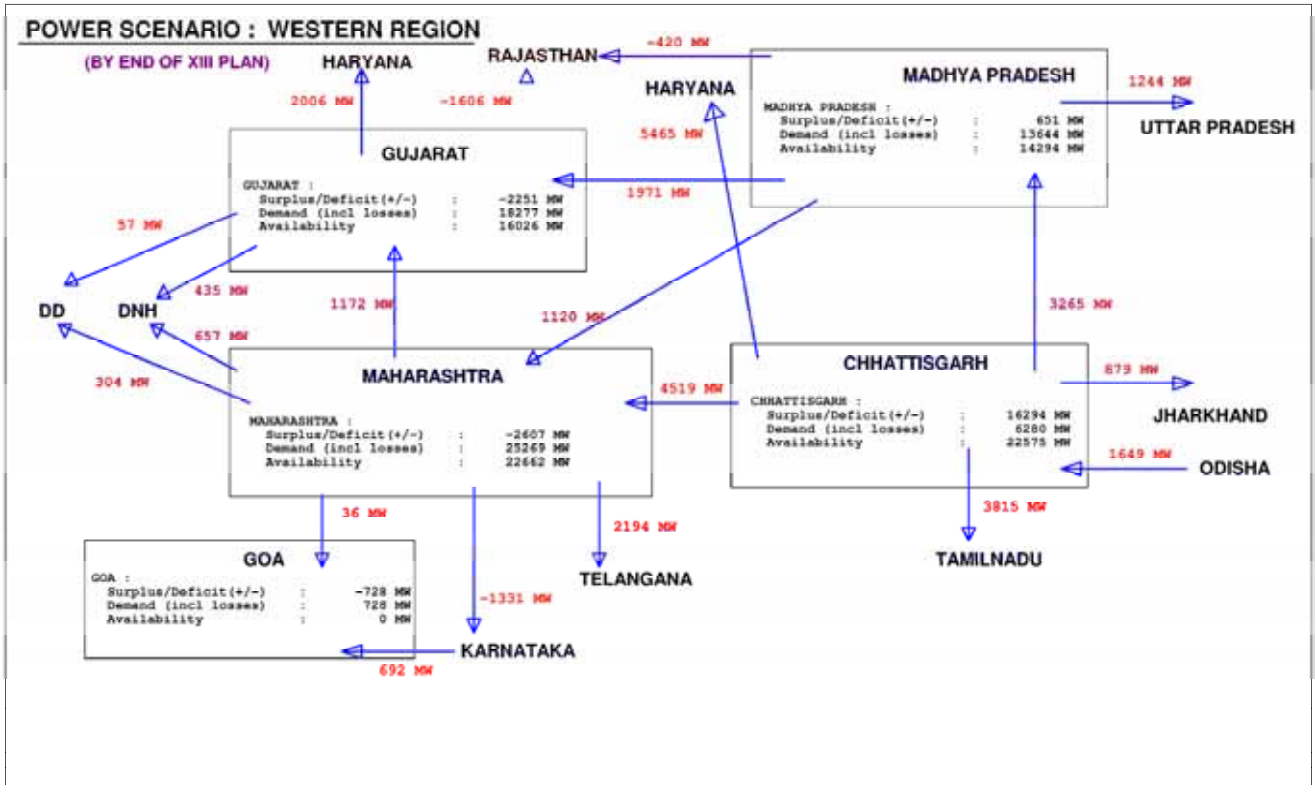 POWER SCENARIO : WESTERN REGION
(BY END OF XIII PLAN)
HARYANA
2006 MW
RAJASTHAN
-1606 MW
-420 MW
HARYANA
5465 MW
MADHYA PRADESH
MADHYA PRADESH :
Surplus/Deficit(+/-) : 651 MW
Demand (incl losses) : 13644 MW
Availability : 14294 MW
1244 MW
UTTAR PRADESH
GUJARAT
GUJARAT :
Surplus/Deficit(+/-) : -2251 MW
Demand (incl losses) : 18277 MW
Availability : 16026 MW
1971 MW
57 MW
435 MW
DD
DNH
657 MW
304 MW
1172 MW
1120 MW
3265 MW
MAHARASHTRA
MAHARASHTRA :
Surplus/Deficit(+/-) : -2607 MW
Demand (incl losses) : 25269 MW
Availability : 22662 MW
4519 MW
CHHATTISGARH
CHHATTISGARH :
Surplus/Deficit(+/-) : 16294 MW
Demand (incl losses) : 6280 MW
Availability : 22575 MW
879 MW
JHARKHAND
1649 MW
ODISHA
3815 MW
TAMILNADU
36 MW
2194 MW
TELANGANA
GOA
GOA :
Surplus/Deficit(+/-) : -728 MW
Demand (incl losses) : 728 MW
Availability : 0 MW
-1331 MW
KARNATAKA
692 MW